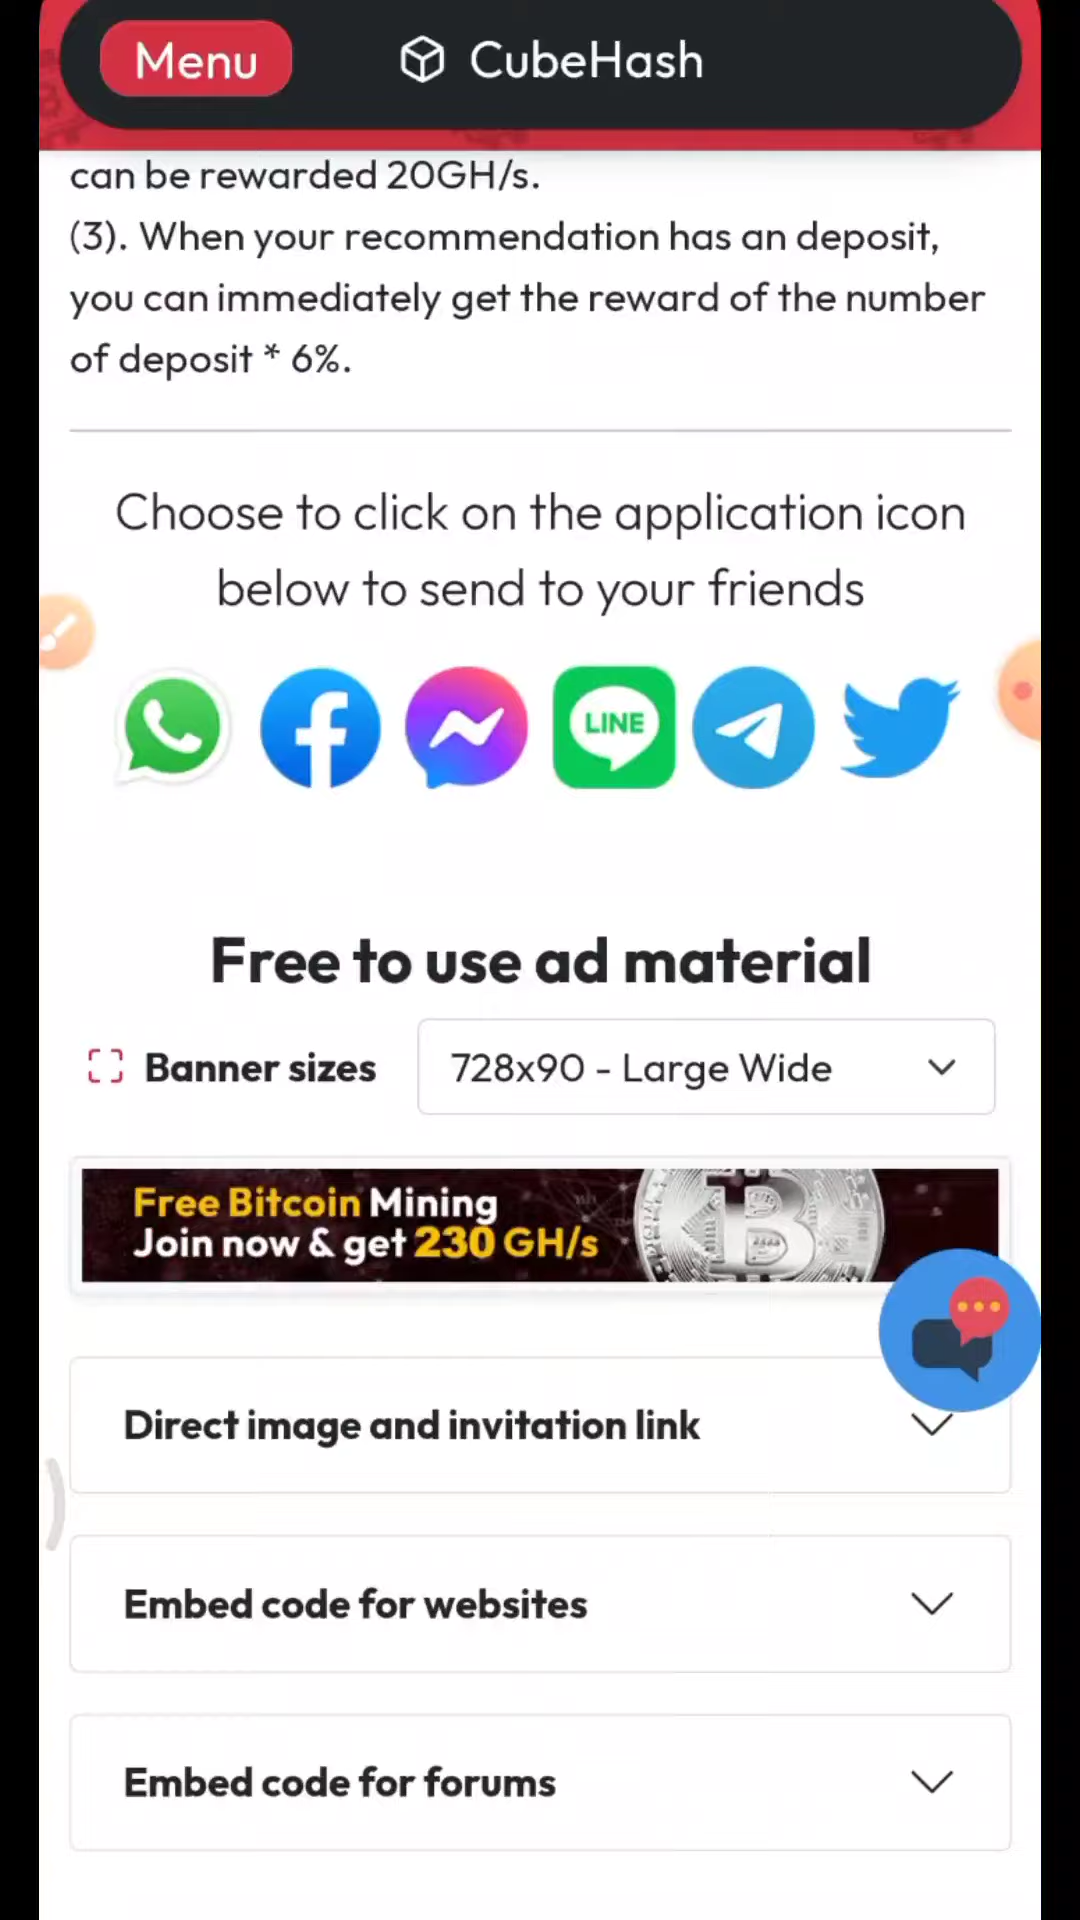 Menu
CubeHash
can be rewarded 20GH/s.
(3). When your recommendation has an deposit,
you can immediately get the reward of the number
of deposit * 6%.
Choose to click on the application icon
below to send to your friends
LINE
Free to use ad material
Banner sizes
728x90 - Large Wide
Free Bitcoin Mining
Join now & get 230 GH/s
Direct image and invitation link
Embed code for websites
Embed code for forums